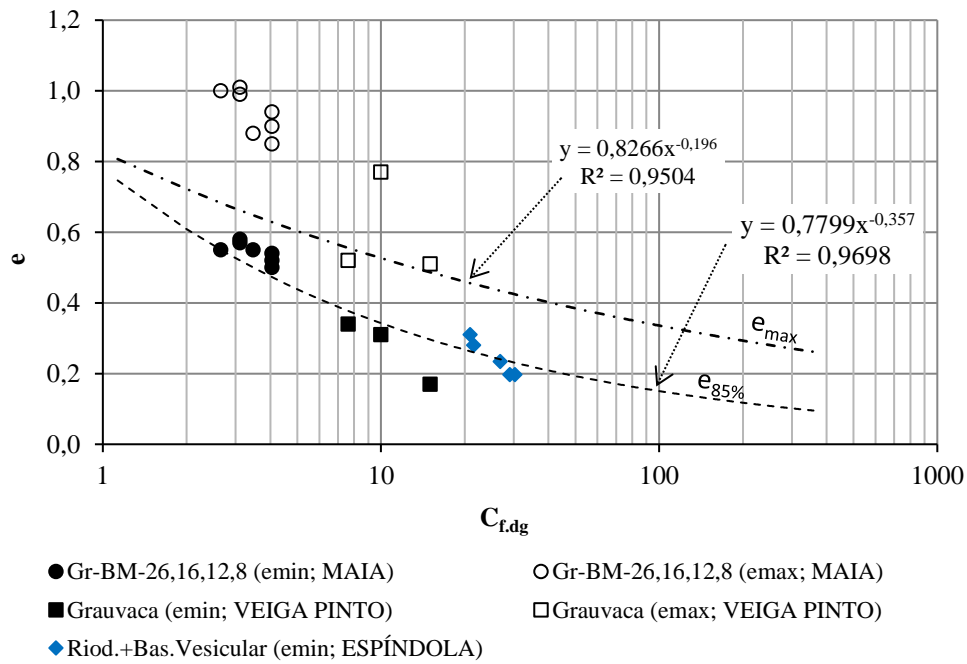 1,2
1,0
0,8
0,6
0,4
0,2
0,0
e
y = 0,8266x^-0,196
R² = 0,9504
y = 0,7799x^-0,357
R² = 0,9698
e_max
e_85%
1 10 100 1000
C_f.dg
Gr-BM-26,16,12,8 (emin; MAIA) Gr-BM-26,16,12,8 (emax; MAIA)
Grauvaca (emin; VEIGA PINTO) Grauvaca (emax; VEIGA PINTO)
Riod.+Bas.Vesicular (emin; ESPÍNDOLA)